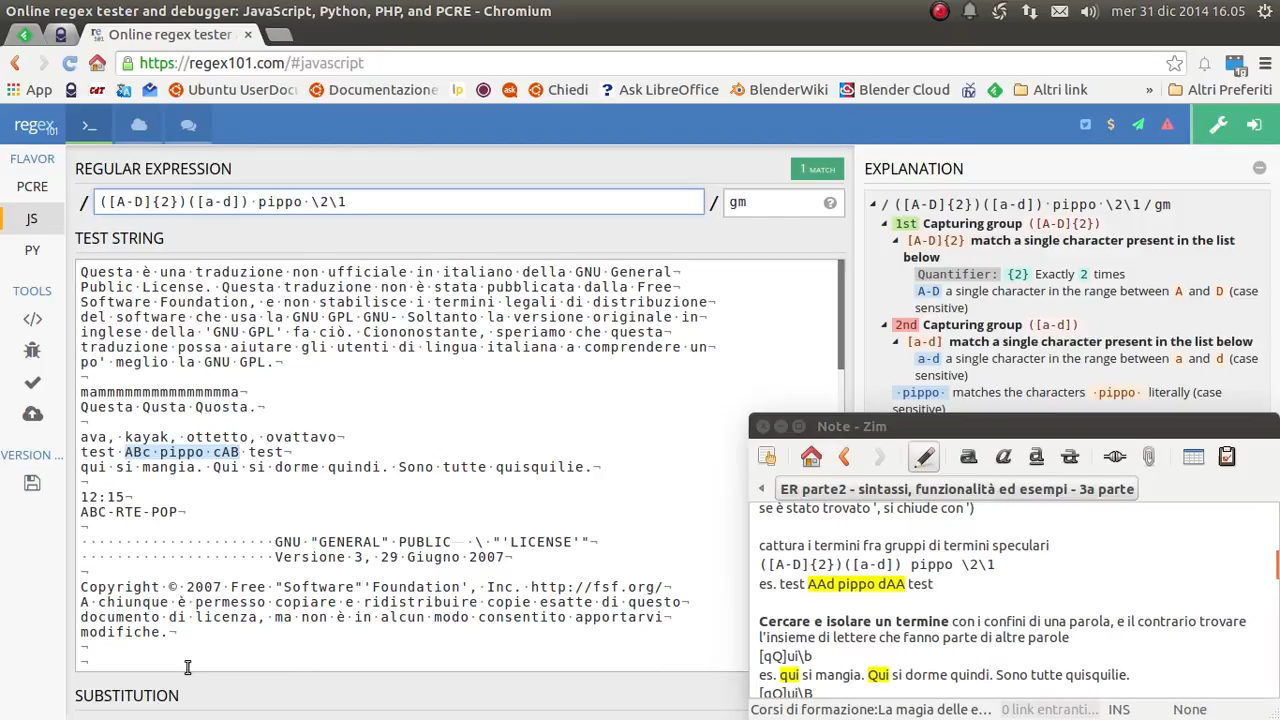 Online regex tester and debugger: JavaScript, Python, PHP, and PCRE - Chromium
mer 31 dic 2014 16.05
Online regex tester ×
https://regex101.com/#javascript
App
CAT
Ubuntu UserDocu
Documentazione
lp
ask
Chiedi
? Ask LibreOffice
BlenderWiki
Blender Cloud
Altri link
»
Altri Preferiti
regex 101
>_
$
FLAVOR
PCRE
JS
PY
TOOLS
</>
VERSION ...
REGULAR EXPRESSION
1 MATCH
/ ([A-D]{2})([a-d])·pippo·\2\1 / gm
TEST STRING
Questa·è·una·traduzione·non·ufficiale·in·italiano·della·GNU·General¬
Public·License.·Questa·traduzione·non·è·stata·pubblicata·dalla·Free¬
Software·Foundation,·e·non·stabilisce·i·termini·legali·di·distribuzione¬
del·software·che·usa·la·GNU·GPL·GNU-·Soltanto·la·versione·originale·in¬
inglese·della·'GNU·GPL'·fa·ciò.·Ciononostante,·speriamo·che·questa¬
traduzione·possa·aiutare·gli·utenti·di·lingua·italiana·a·comprendere·un¬
po'·meglio·la·GNU·GPL.¬
¬
mammmmmmmmmmmmmmma¬
Questa·Qusta·Quosta.¬
¬
ava,·kayak,·ottetto,·ovattavo¬
test·ABc·pippo·cAB·test¬
qui·si·mangia.·Qui·si·dorme·quindi.·Sono·tutte·quisquilie.¬
¬
12:15¬
ABC-RTE-POP¬
¬
······················GNU·"GENERAL"·PUBLIC—·\·"'LICENSE'"¬
······················Versione·3,·29·Giugno·2007¬
¬
Copyright·©·2007·Free·"Software"'Foundation',·Inc.·http://fsf.org/¬
A·chiunque·è·permesso·copiare·e·ridistribuire·copie·esatte·di·questo¬
documento·di·licenza,·ma·non·è·in·alcun·modo·consentito·apportarvi¬
modifiche.¬
¬
¬
SUBSTITUTION
EXPLANATION
/ ([A-D]{2})([a-d])·pippo·\2\1 / gm
1st Capturing group ([A-D]{2})
[A-D]{2} match a single character present in the list
below
Quantifier: {2} Exactly 2 times
A-D a single character in the range between A and D (case
sensitive)
2nd Capturing group ([a-d])
[a-d] match a single character present in the list below
a-d a single character in the range between a and d (case
sensitive)
·pippo· matches the characters ·pippo· literally (case
sensitive)
Note - Zim
ER parte2 - sintassi, funzionalità ed esempi - 3a parte
se è stato trovato ', si chiude con ')
cattura i termini fra gruppi di termini speculari
([A-D]{2})([a-d]) pippo \2\1
es. test AAd pippo dAA test
Cercare e isolare un termine con i confini di una parola, e il contrario trovare
l'insieme di lettere che fanno parte di altre parole
[qQ]ui\b
es. qui si mangia. Qui si dorme quindi. Sono tutte quisquilie.
[qQ]ui\B
Corsi di formazione:La magia delle e...
0 link entranti...
INS
None